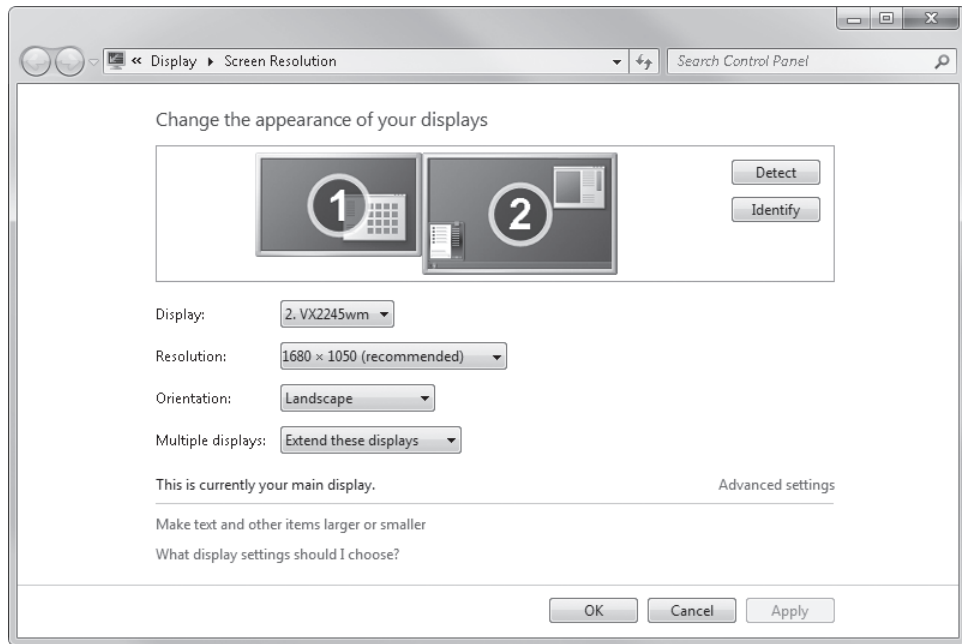 « Display ▸ Screen Resolution Search Control Panel
Change the appearance of your displays
1 2
Detect
Identify
Display: 2. VX2245wm
Resolution: 1680 × 1050 (recommended)
Orientation: Landscape
Multiple displays: Extend these displays
This is currently your main display. Advanced settings
Make text and other items larger or smaller
What display settings should I choose?
OK Cancel Apply